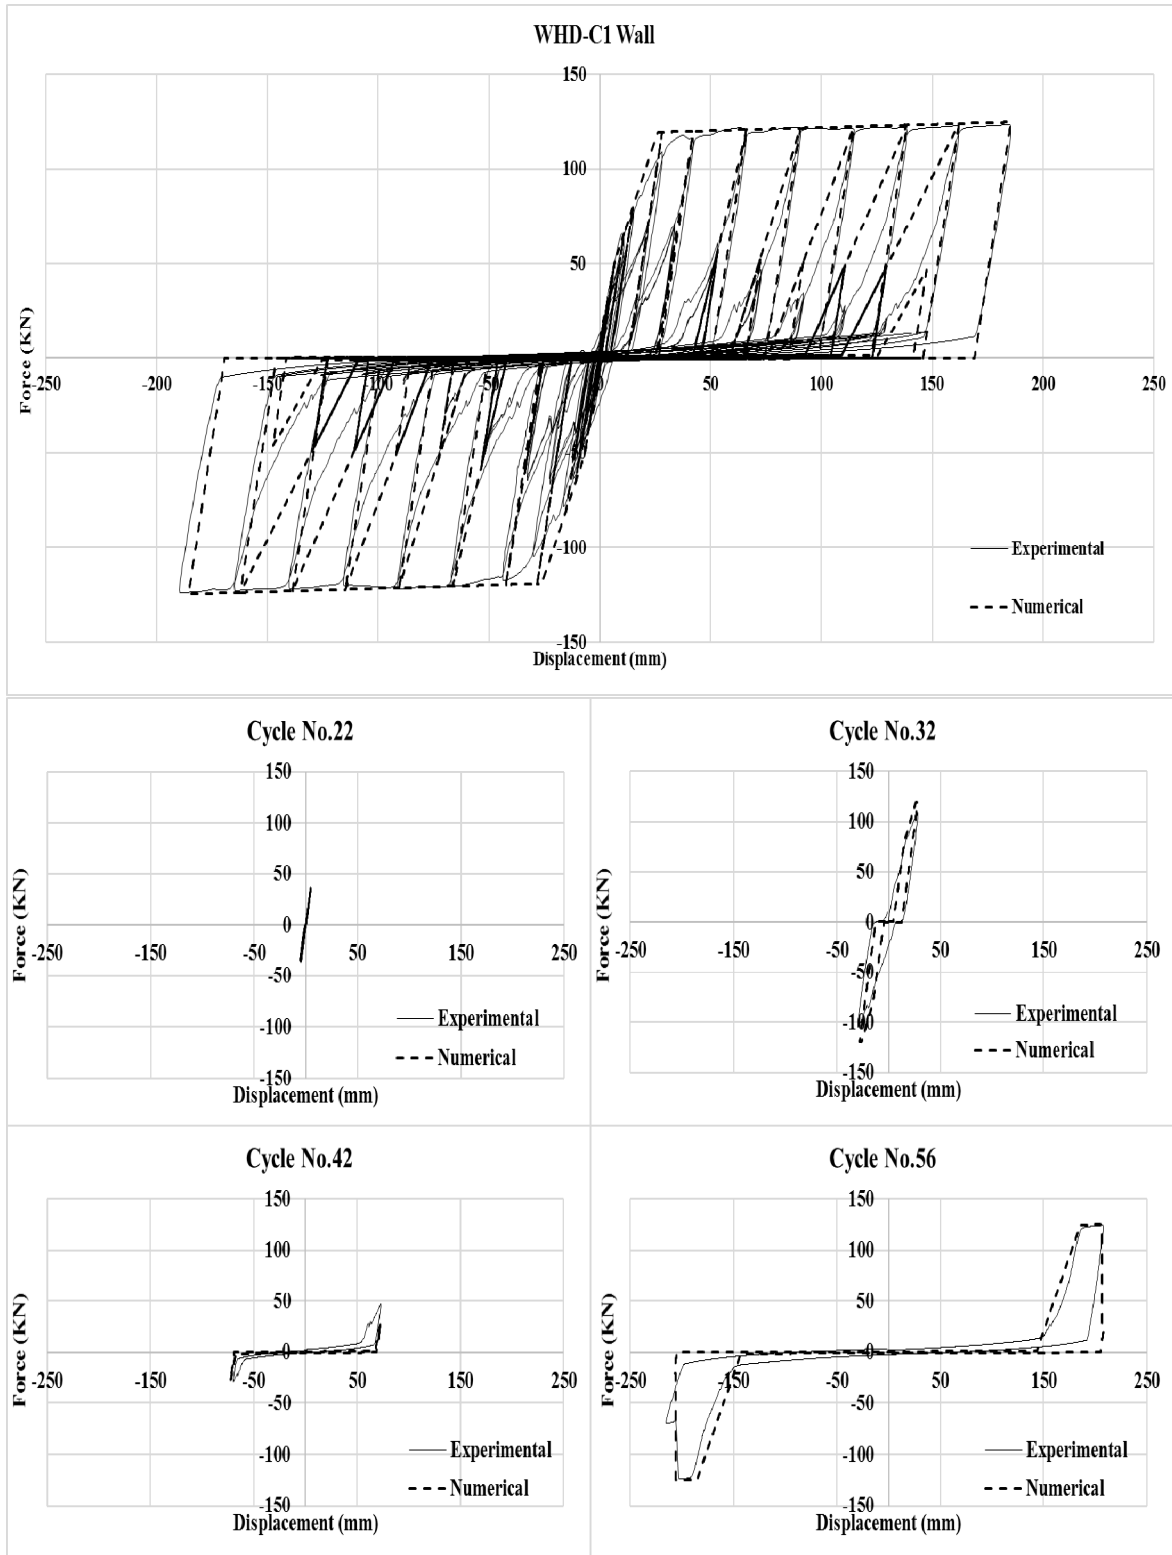 WHD-C1 Wall
150
100
50
0
-250 -200 -150 -100 -50 0 50 100 150 200 250
-50
-100
-150
Force (KN)
Displacement (mm)
Experimental
Numerical
Cycle No.22
150
100
50
0
-250 -150 -50 50 150 250
-50
-100
-150
Force (KN)
Experimental
Numerical
Displacement (mm)
Cycle No.32
150
100
50
0
-250 -150 -50 50 150 250
-50
-100
-150
Force (KN)
Experimental
Numerical
Displacement (mm)
Cycle No.42
150
100
50
0
-250 -150 -50 50 150 250
-50
-100
-150
Force (KN)
Experimental
Numerical
Displacement (mm)
Cycle No.56
150
100
50
0
-250 -150 -50 50 150 250
-50
-100
-150
Force (KN)
Experimental
Numerical
Displacement (mm)